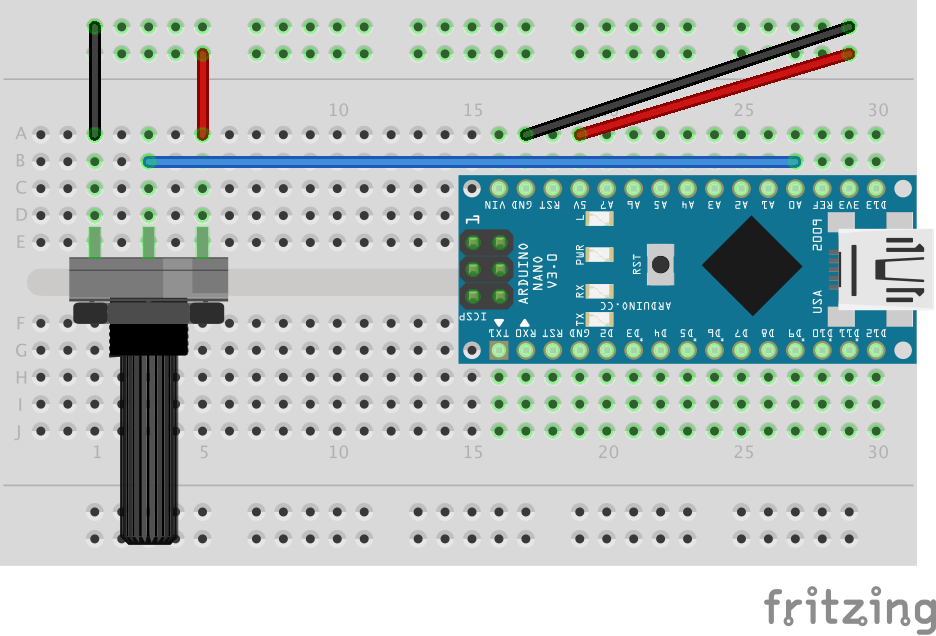 10 15 25 30
A
B
C
VIN GND RST 5V A7 A6 A5 A4 A3 A2 A1 A0 REF 3V3 D13
D
1
E
ARDUINO
NANO
V3.0
L
PWR
RX
TX
RST
ARDUINO.CC
2009
USA
ICSP
F
TX1 RX0 RST GND D2 D3 D4 D5 D6 D7 D8 D9 D10 D11 D12
G
H
I
J
1 5 10 15 20 25 30
fritzing